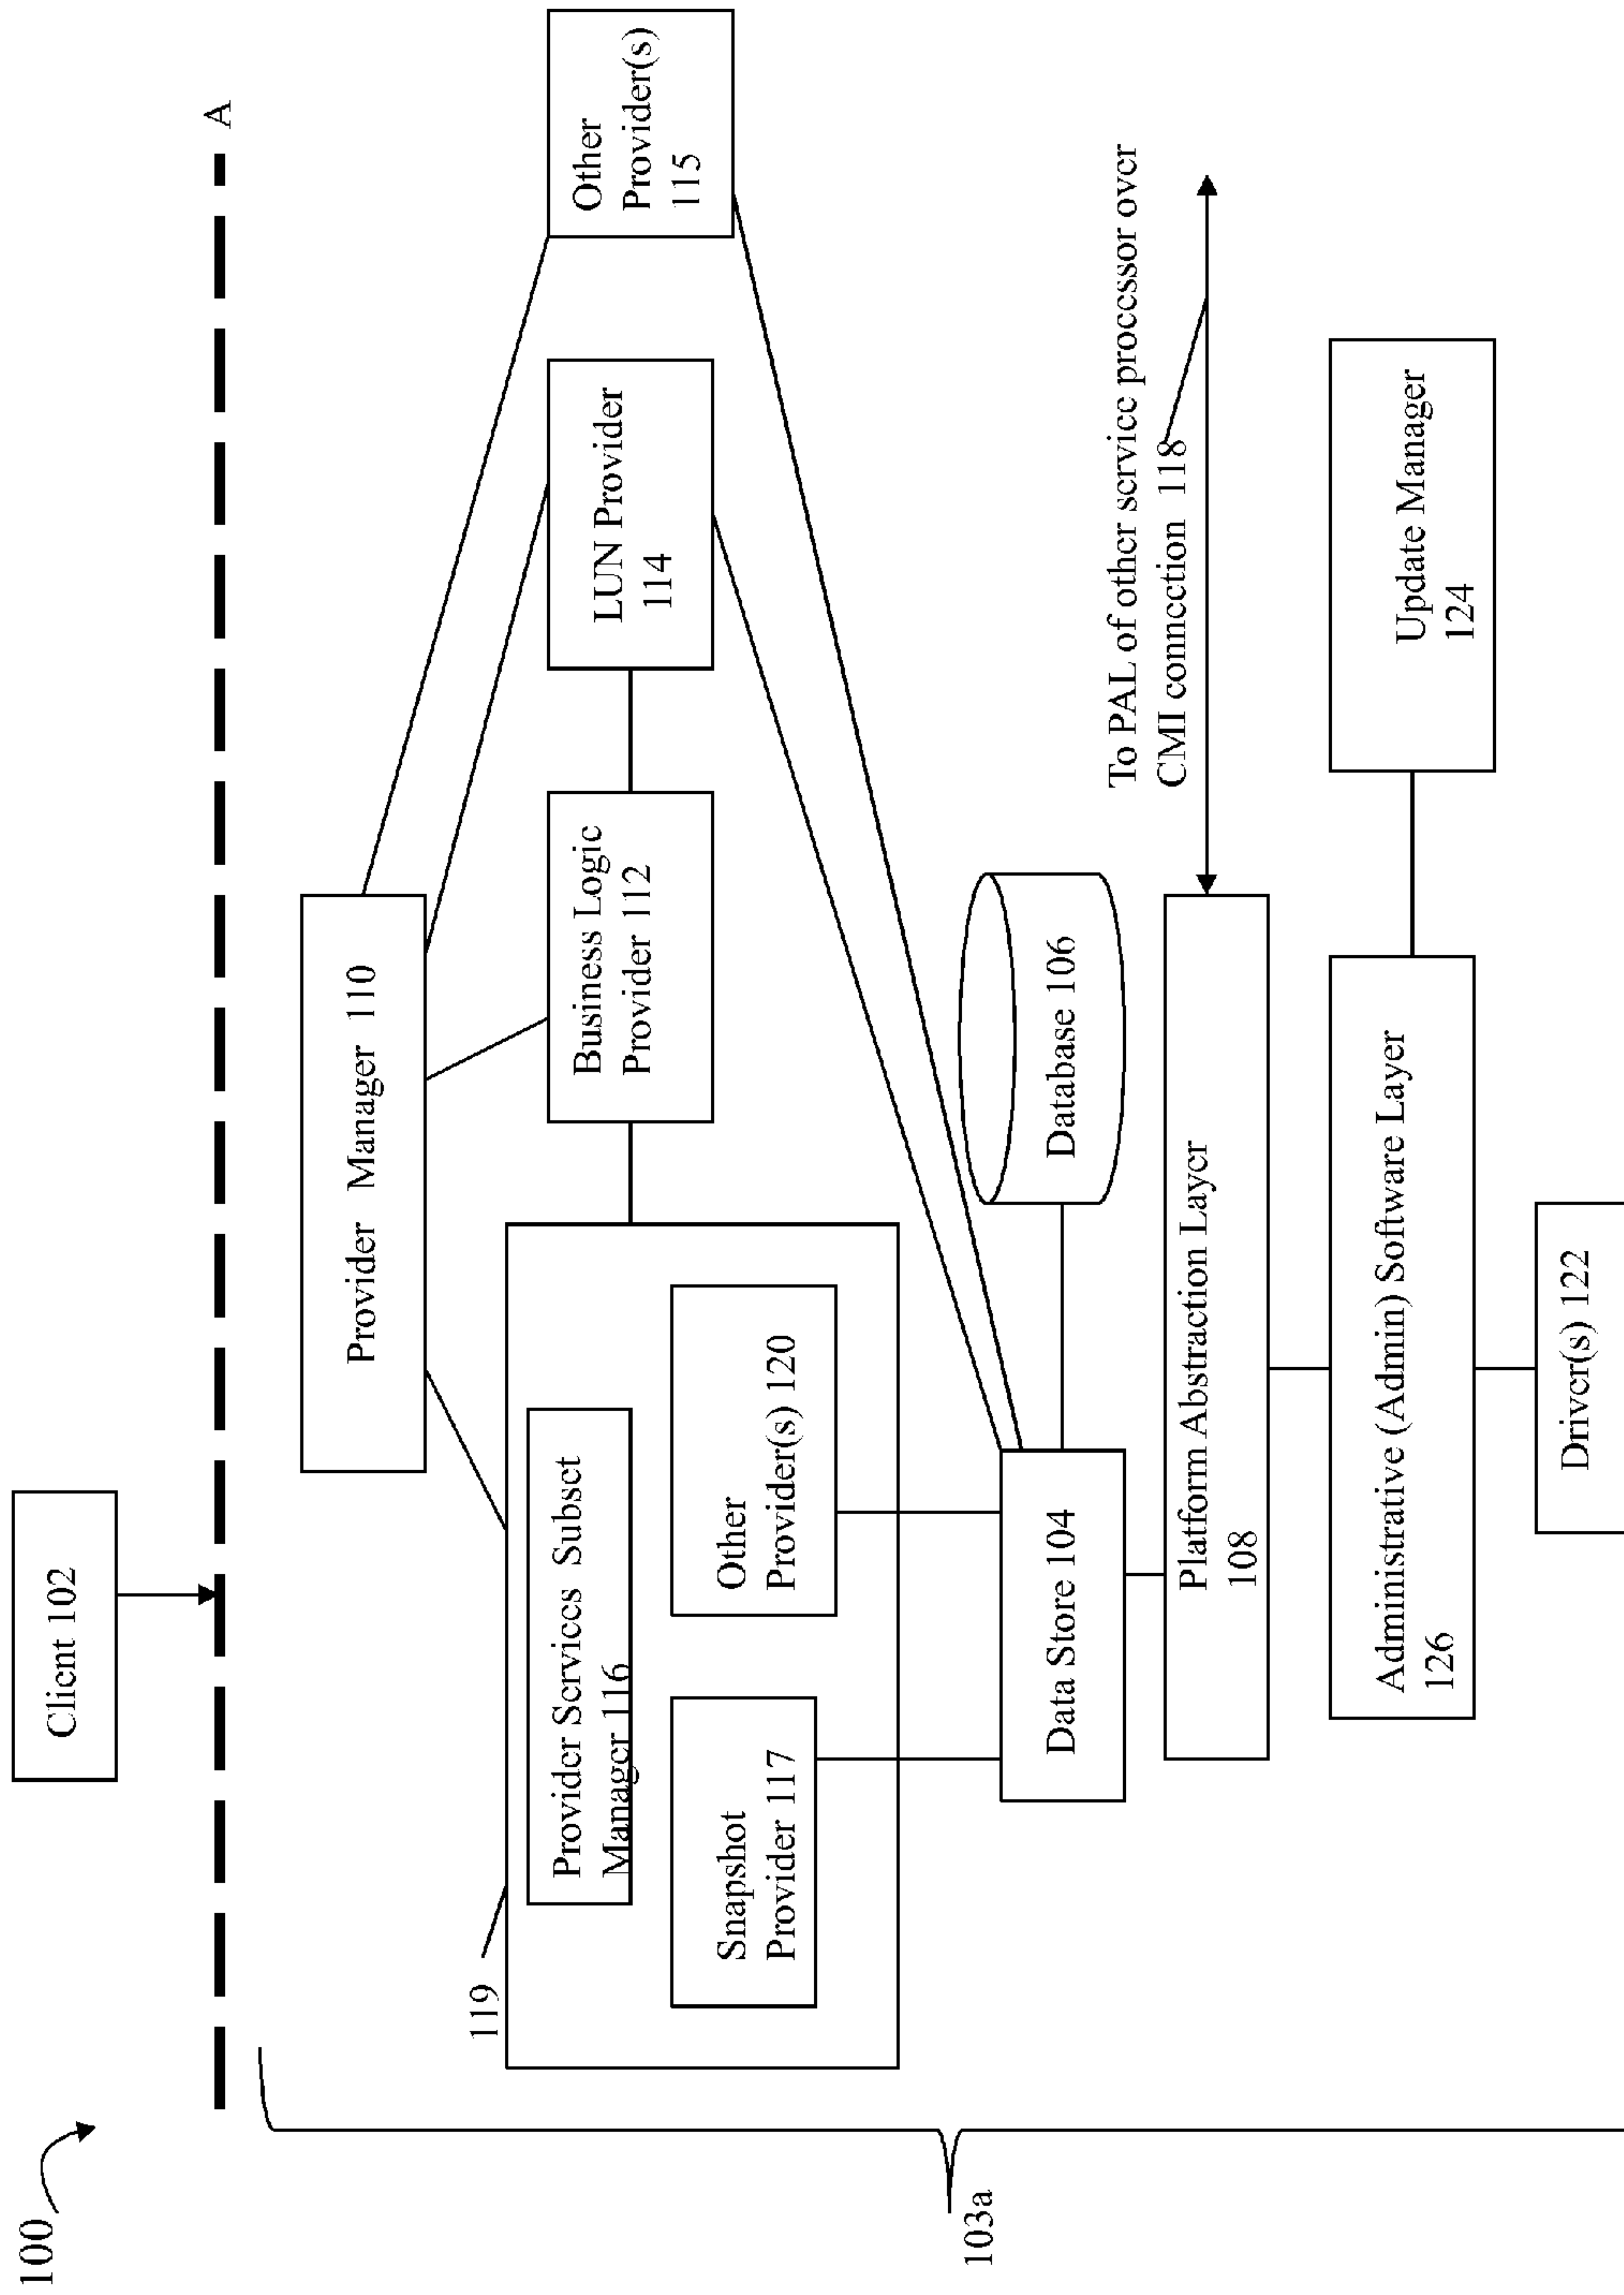 100
Client 102
A
Provider Manager 110
119
Provider Services Subset
Manager 116
Snapshot
Provider 117
Other
Provider(s) 120
Business Logic
Provider 112
LUN Provider
114
Other
Provider(s)
115
103a
Data Store 104
Database 106
To PAL of other service processor over
CMI connection 118
Platform Abstraction Layer
108
Administrative (Admin) Software Layer
126
Update Manager
124
Driver(s) 122